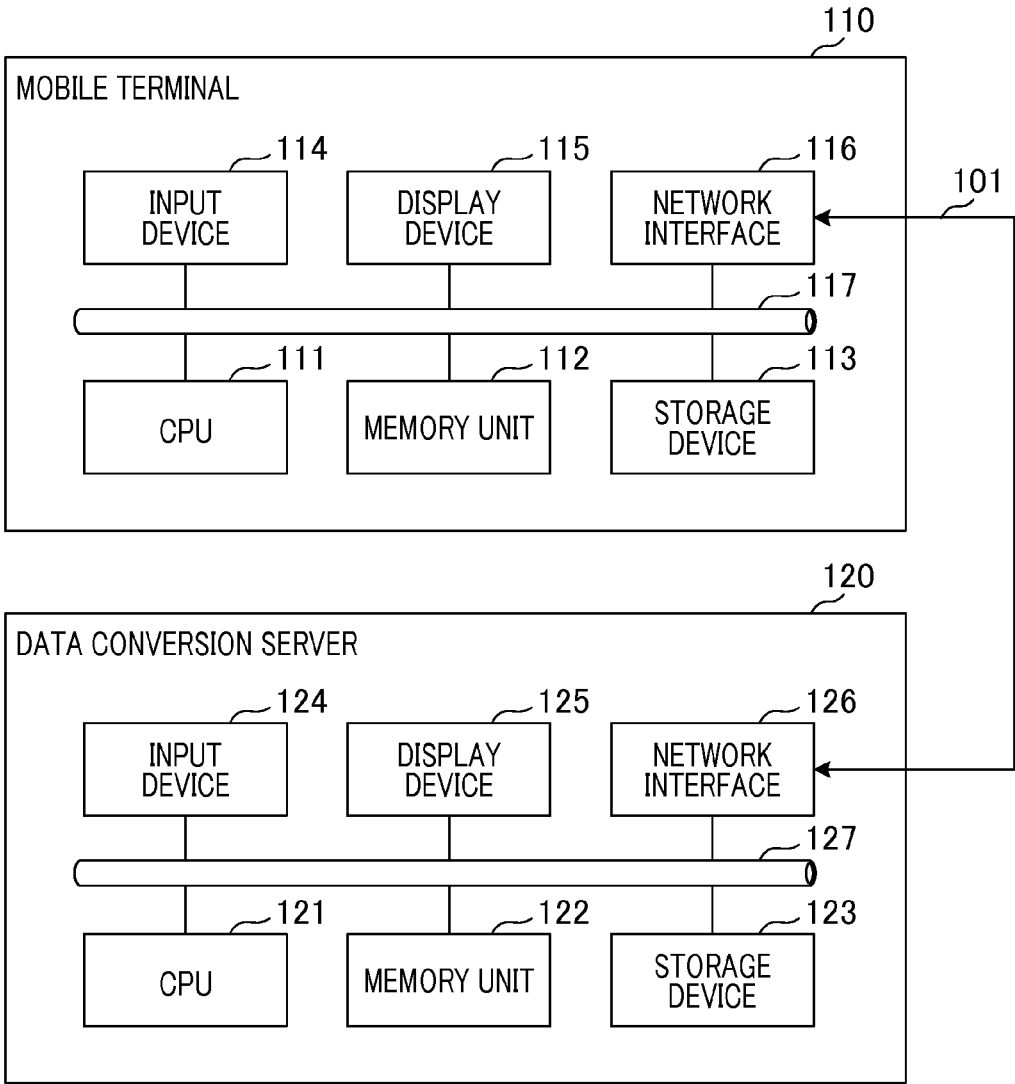 110
MOBILE TERMINAL
114
115
116
101
INPUT
DEVICE
DISPLAY
DEVICE
NETWORK
INTERFACE
117
111
112
113
CPU
MEMORY UNIT
STORAGE
DEVICE
120
DATA CONVERSION SERVER
124
125
126
INPUT
DEVICE
DISPLAY
DEVICE
NETWORK
INTERFACE
127
121
122
123
CPU
MEMORY UNIT
STORAGE
DEVICE